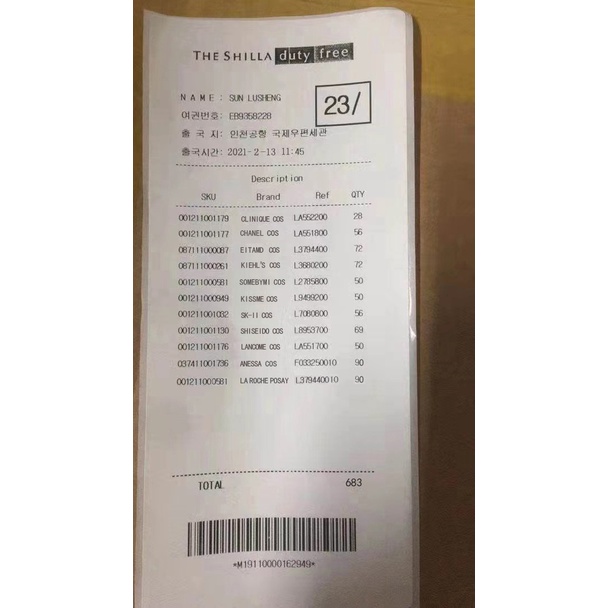 THE SHILLA duty free
N A M E : SUN LUSHENG
23/
여권번호: EB9358228
출 국 지: 인천공항 국제우편세관
출국시간: 2021-2-13 11:45
Description
SKU Brand Ref QTY
001211001179 CLINIQUE COS LA552200 28
001211001177 CHANEL COS LA551800 56
087111000087 EITAMD COS L3794400 72
087111000261 KIEHL'S COS L3680200 72
001211000581 SOMEBYMI COS L2785800 50
001211000949 KISSME COS L9499200 50
001211001032 SK-II COS L7080800 56
001211001130 SHISEIDO COS L8953700 69
001211001176 LANCOME COS LA551700 50
037411001736 ANESSA COS F033250010 90
001211000581 LA ROCHE POSAY L379440010 90
TOTAL 683
*M19110000162949*